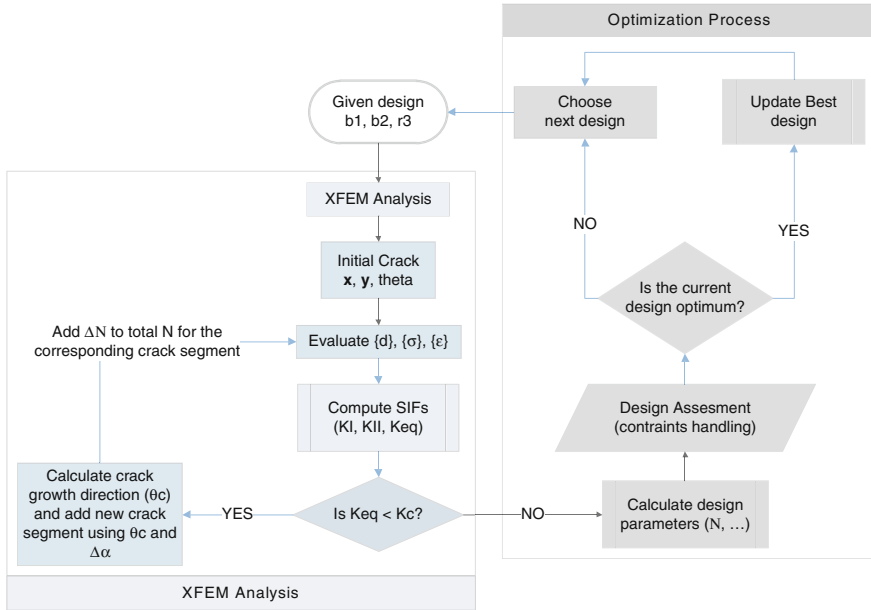 Optimization Process
Given design
b1, b2, r3
Choose
next design
Update Best
design
XFEM Analysis
NO
YES
Initial Crack
x, y, theta
Is the current
design optimum?
Add ΔN to total N for the
corresponding crack segment
Evaluate {d}, {σ}, {ε}
Compute SIFs
(KI, KII, Keq)
Design Assesment
(contraints handling)
Calculate crack
growth direction (θc)
and add new crack
segment using θc and
Δα
YES
Is Keq < Kc?
NO
Calculate design
parameters (N, ...)
XFEM Analysis